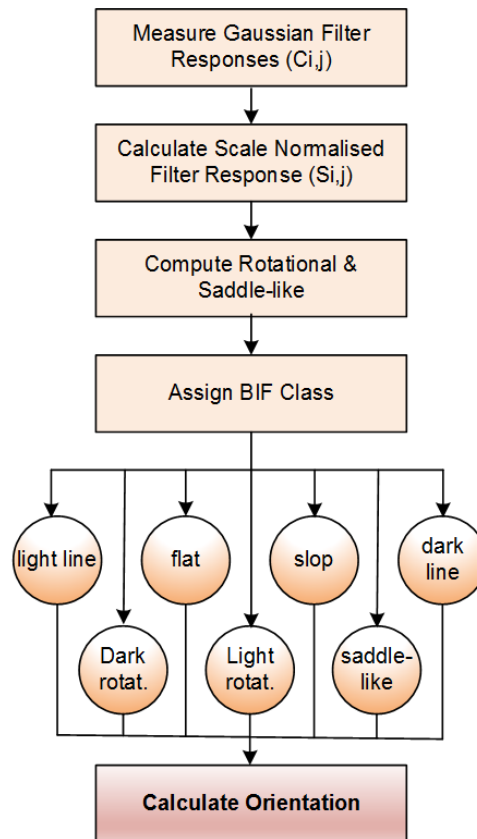 Measure Gaussian Filter
Responses (Ci,j)
Calculate Scale Normalised
Filter Response (Si,j)
Compute Rotational &
Saddle-like
Assign BIF Class
light line
flat
slop
dark
line
Dark
rotat.
Light
rotat.
saddle-
like
Calculate Orientation